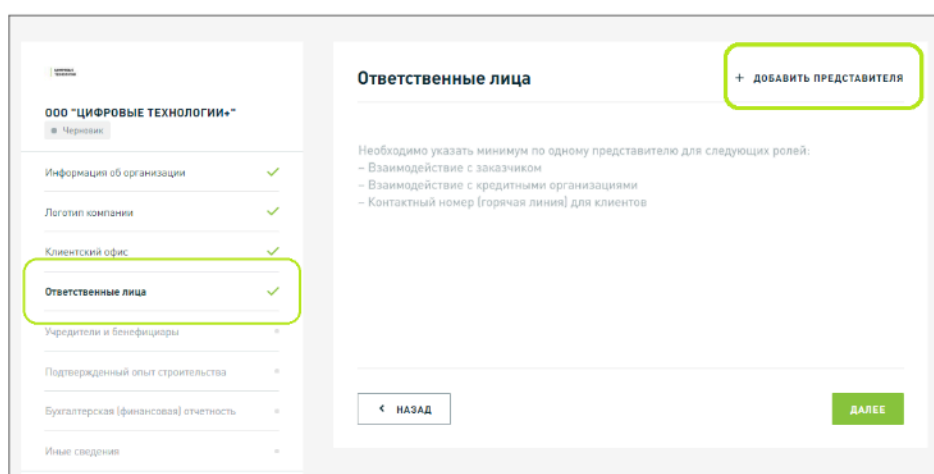 ООО "ЦИФРОВЫЕ ТЕХНОЛОГИИ+"
Черновик
Информация об организации
Логотип компании
Клиентский офис
Ответственные лица
Учредители и бенефициары
Подтвержденный опыт строительства
Бухгалтерская (финансовая) отчетность
Иные сведения
Ответственные лица
+ ДОБАВИТЬ ПРЕДСТАВИТЕЛЯ
Необходимо указать минимум по одному представителю для следующих ролей:
– Взаимодействие с заказчиком
– Взаимодействие с кредитными организациями
– Контактный номер (горячая линия) для клиентов
НАЗАД
ДАЛЕЕ